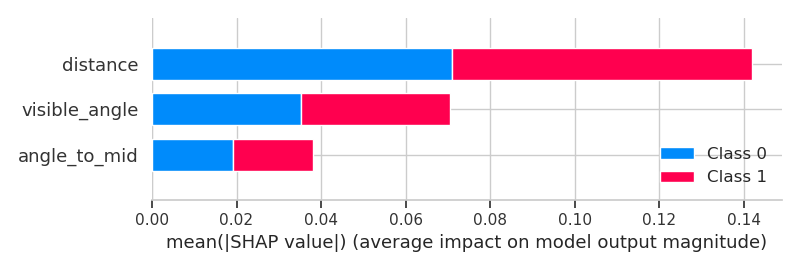 distance
visible_angle
angle_to_mid
Class 0
Class 1
0.00 0.02 0.04 0.06 0.08 0.10 0.12 0.14
mean(|SHAP value|) (average impact on model output magnitude)